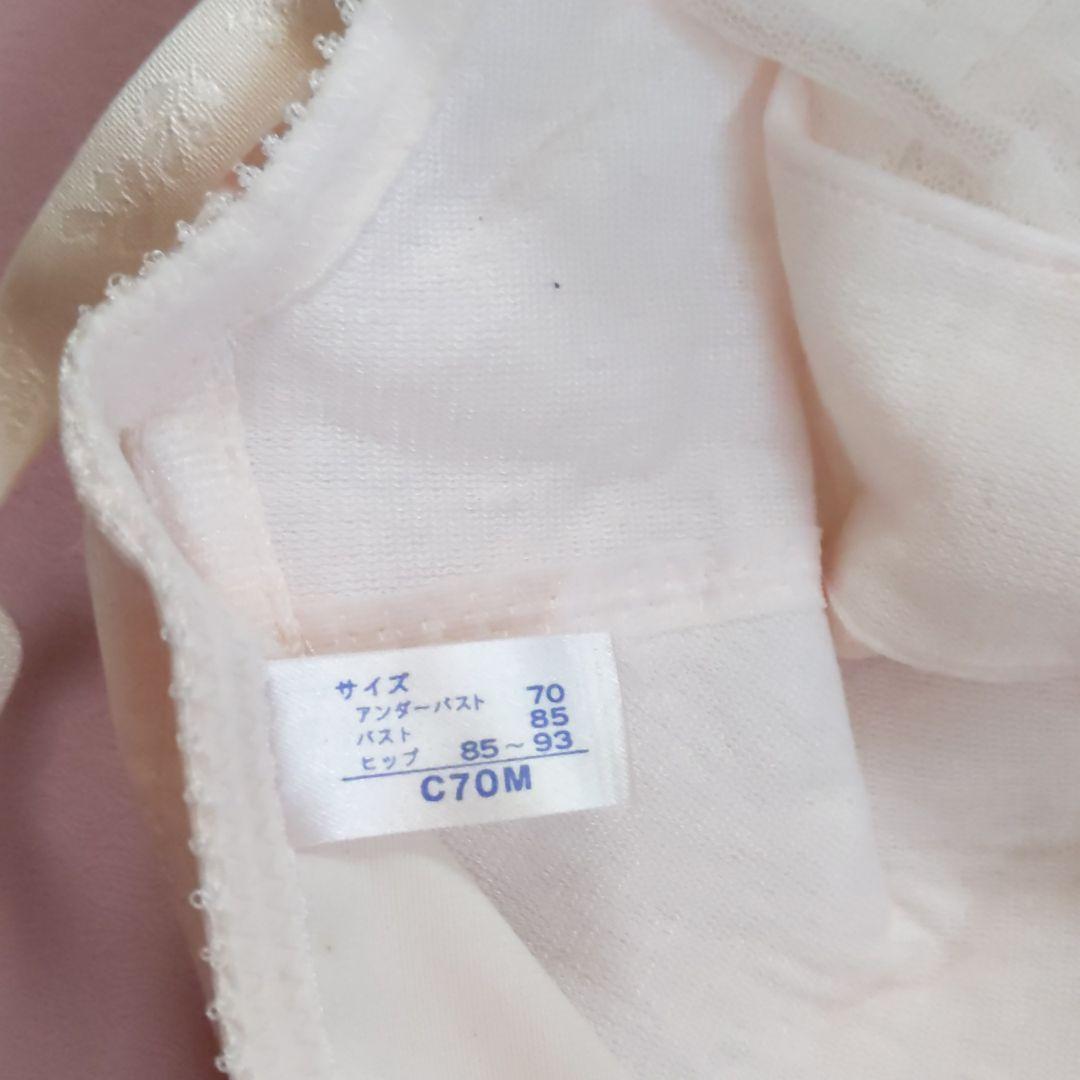 サイズ
アンダーバスト 70
バスト 85
ヒップ 85~93
C70M